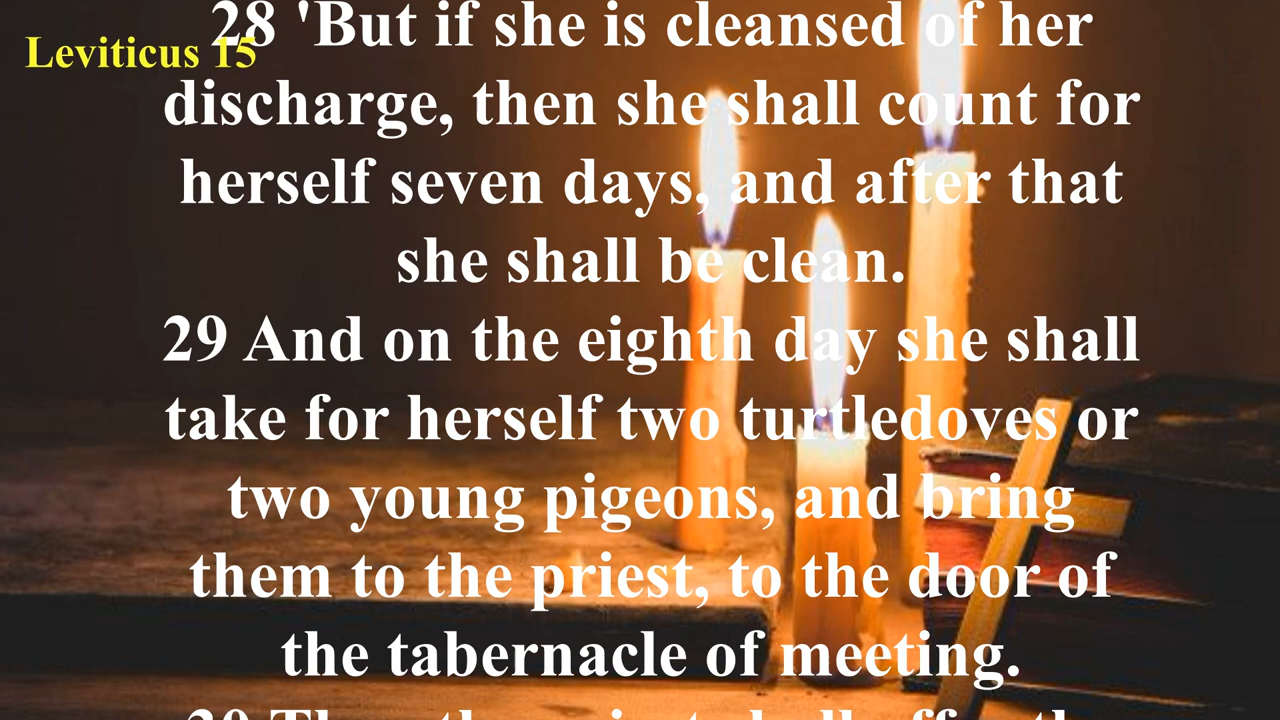 Leviticus 15
28 'But if she is cleansed of her
discharge, then she shall count for
herself seven days, and after that
she shall be clean.
29 And on the eighth day she shall
take for herself two turtledoves or
two young pigeons, and bring
them to the priest, to the door of
the tabernacle of meeting.